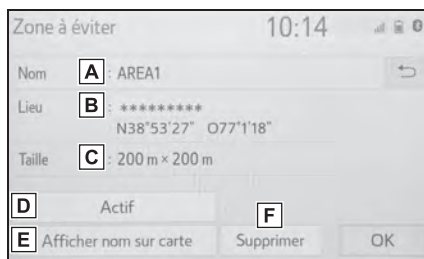 Zone à éviter 10:14
Nom A : AREA1
Lieu B : *********
N38°53'27" O77°1'18"
Taille C : 200 m × 200 m
D Actif F
E Afficher nom sur carte Supprimer OK